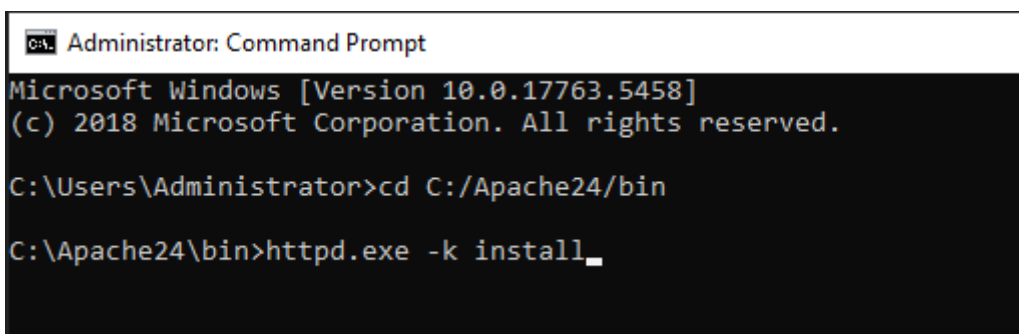 Administrator: Command Prompt
Microsoft Windows [Version 10.0.17763.5458]
(c) 2018 Microsoft Corporation. All rights reserved.
C:\Users\Administrator>cd C:/Apache24/bin
C:\Apache24\bin>httpd.exe -k install